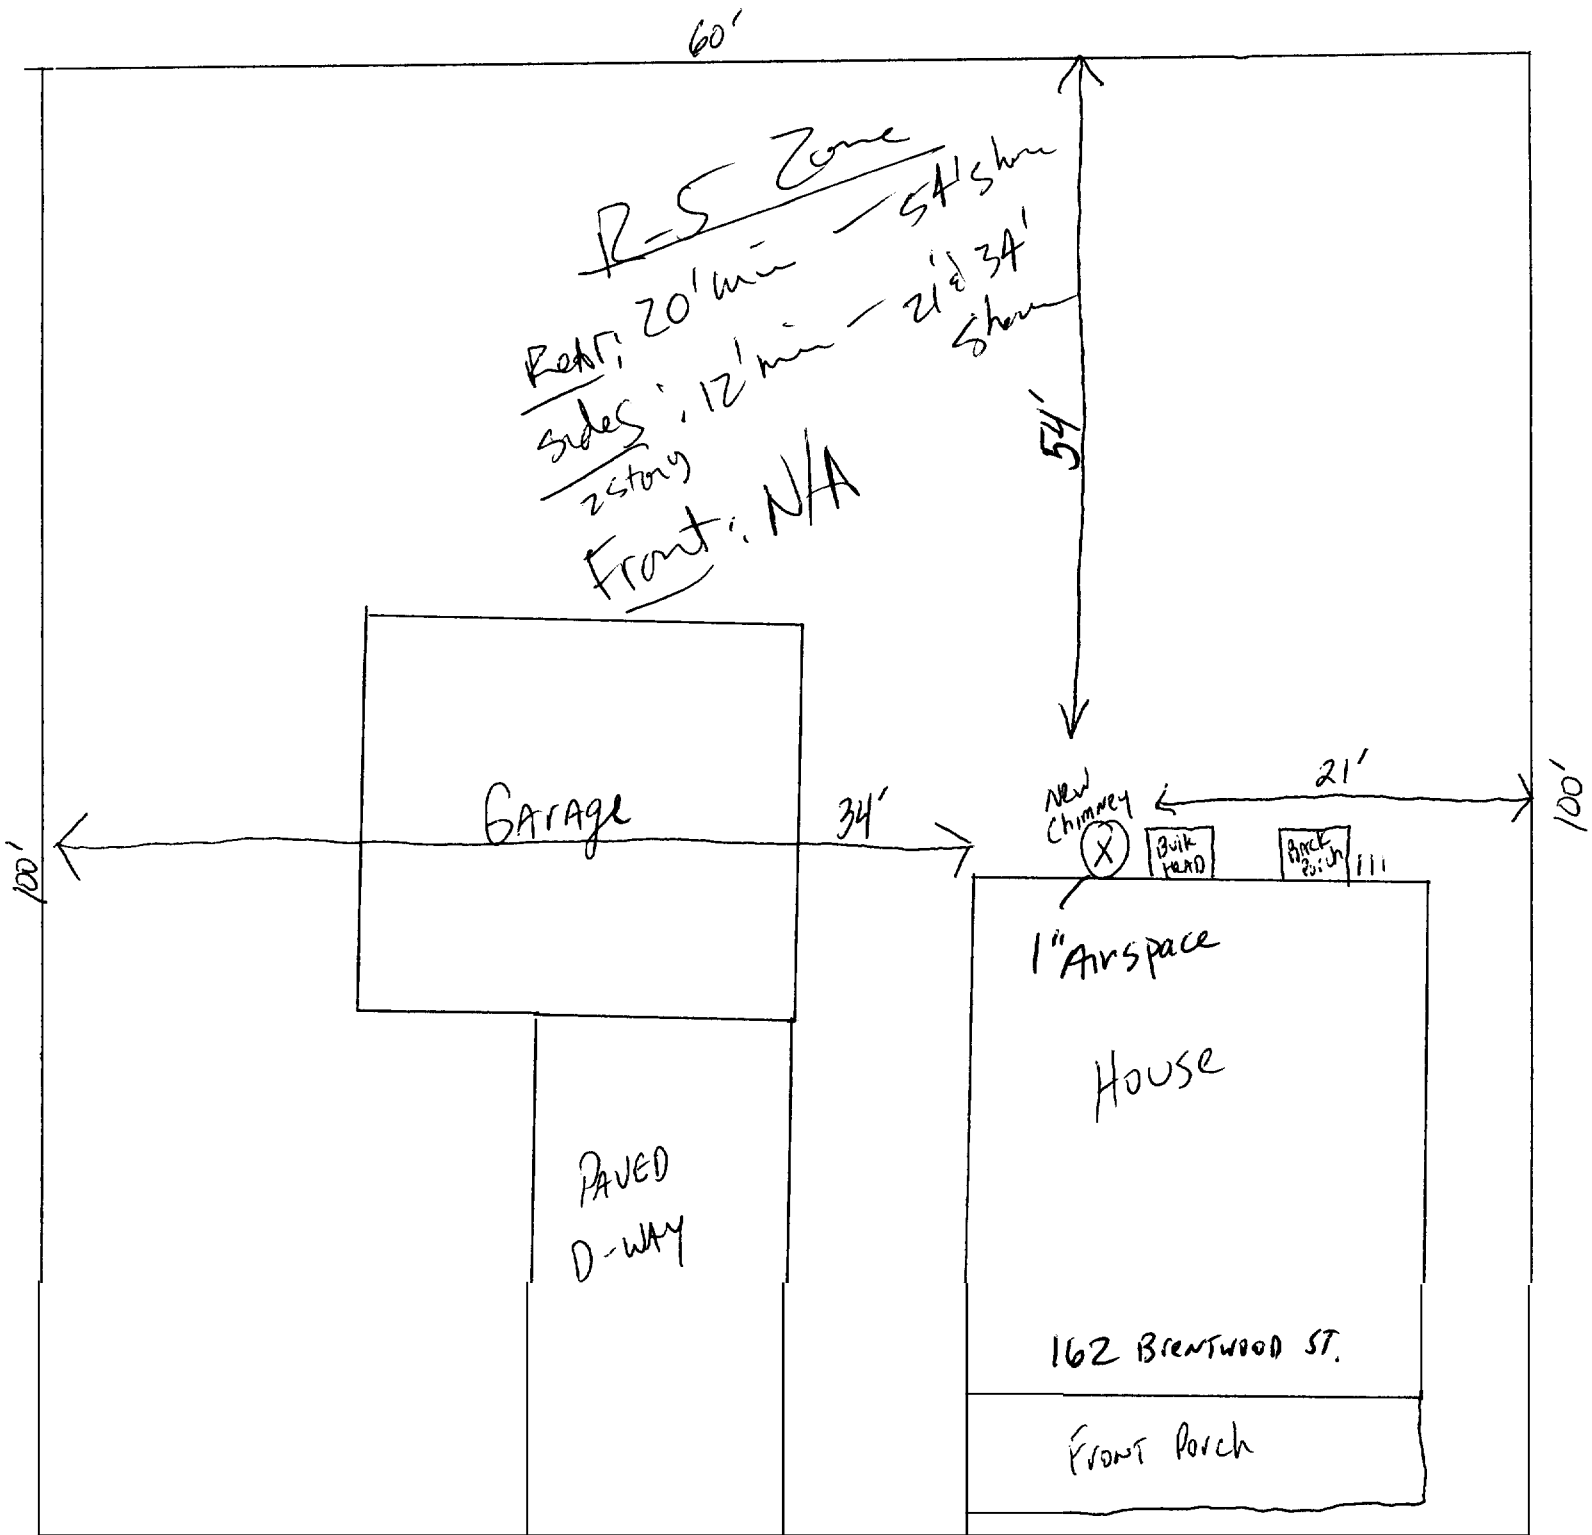 60'
R-5 Zone
Rear: 20' min — 54' shown
sides: 12' min — 21' & 34'
shown
2 story
Front: N/A
54'
21'
New
Chimney
X
Bulk
HEAD
Back
Porch
100'
100'
GArAge
34'
1" Airspace
House
PAVED
D-WAY
162 BrenTWOOD ST.
FronT Porch